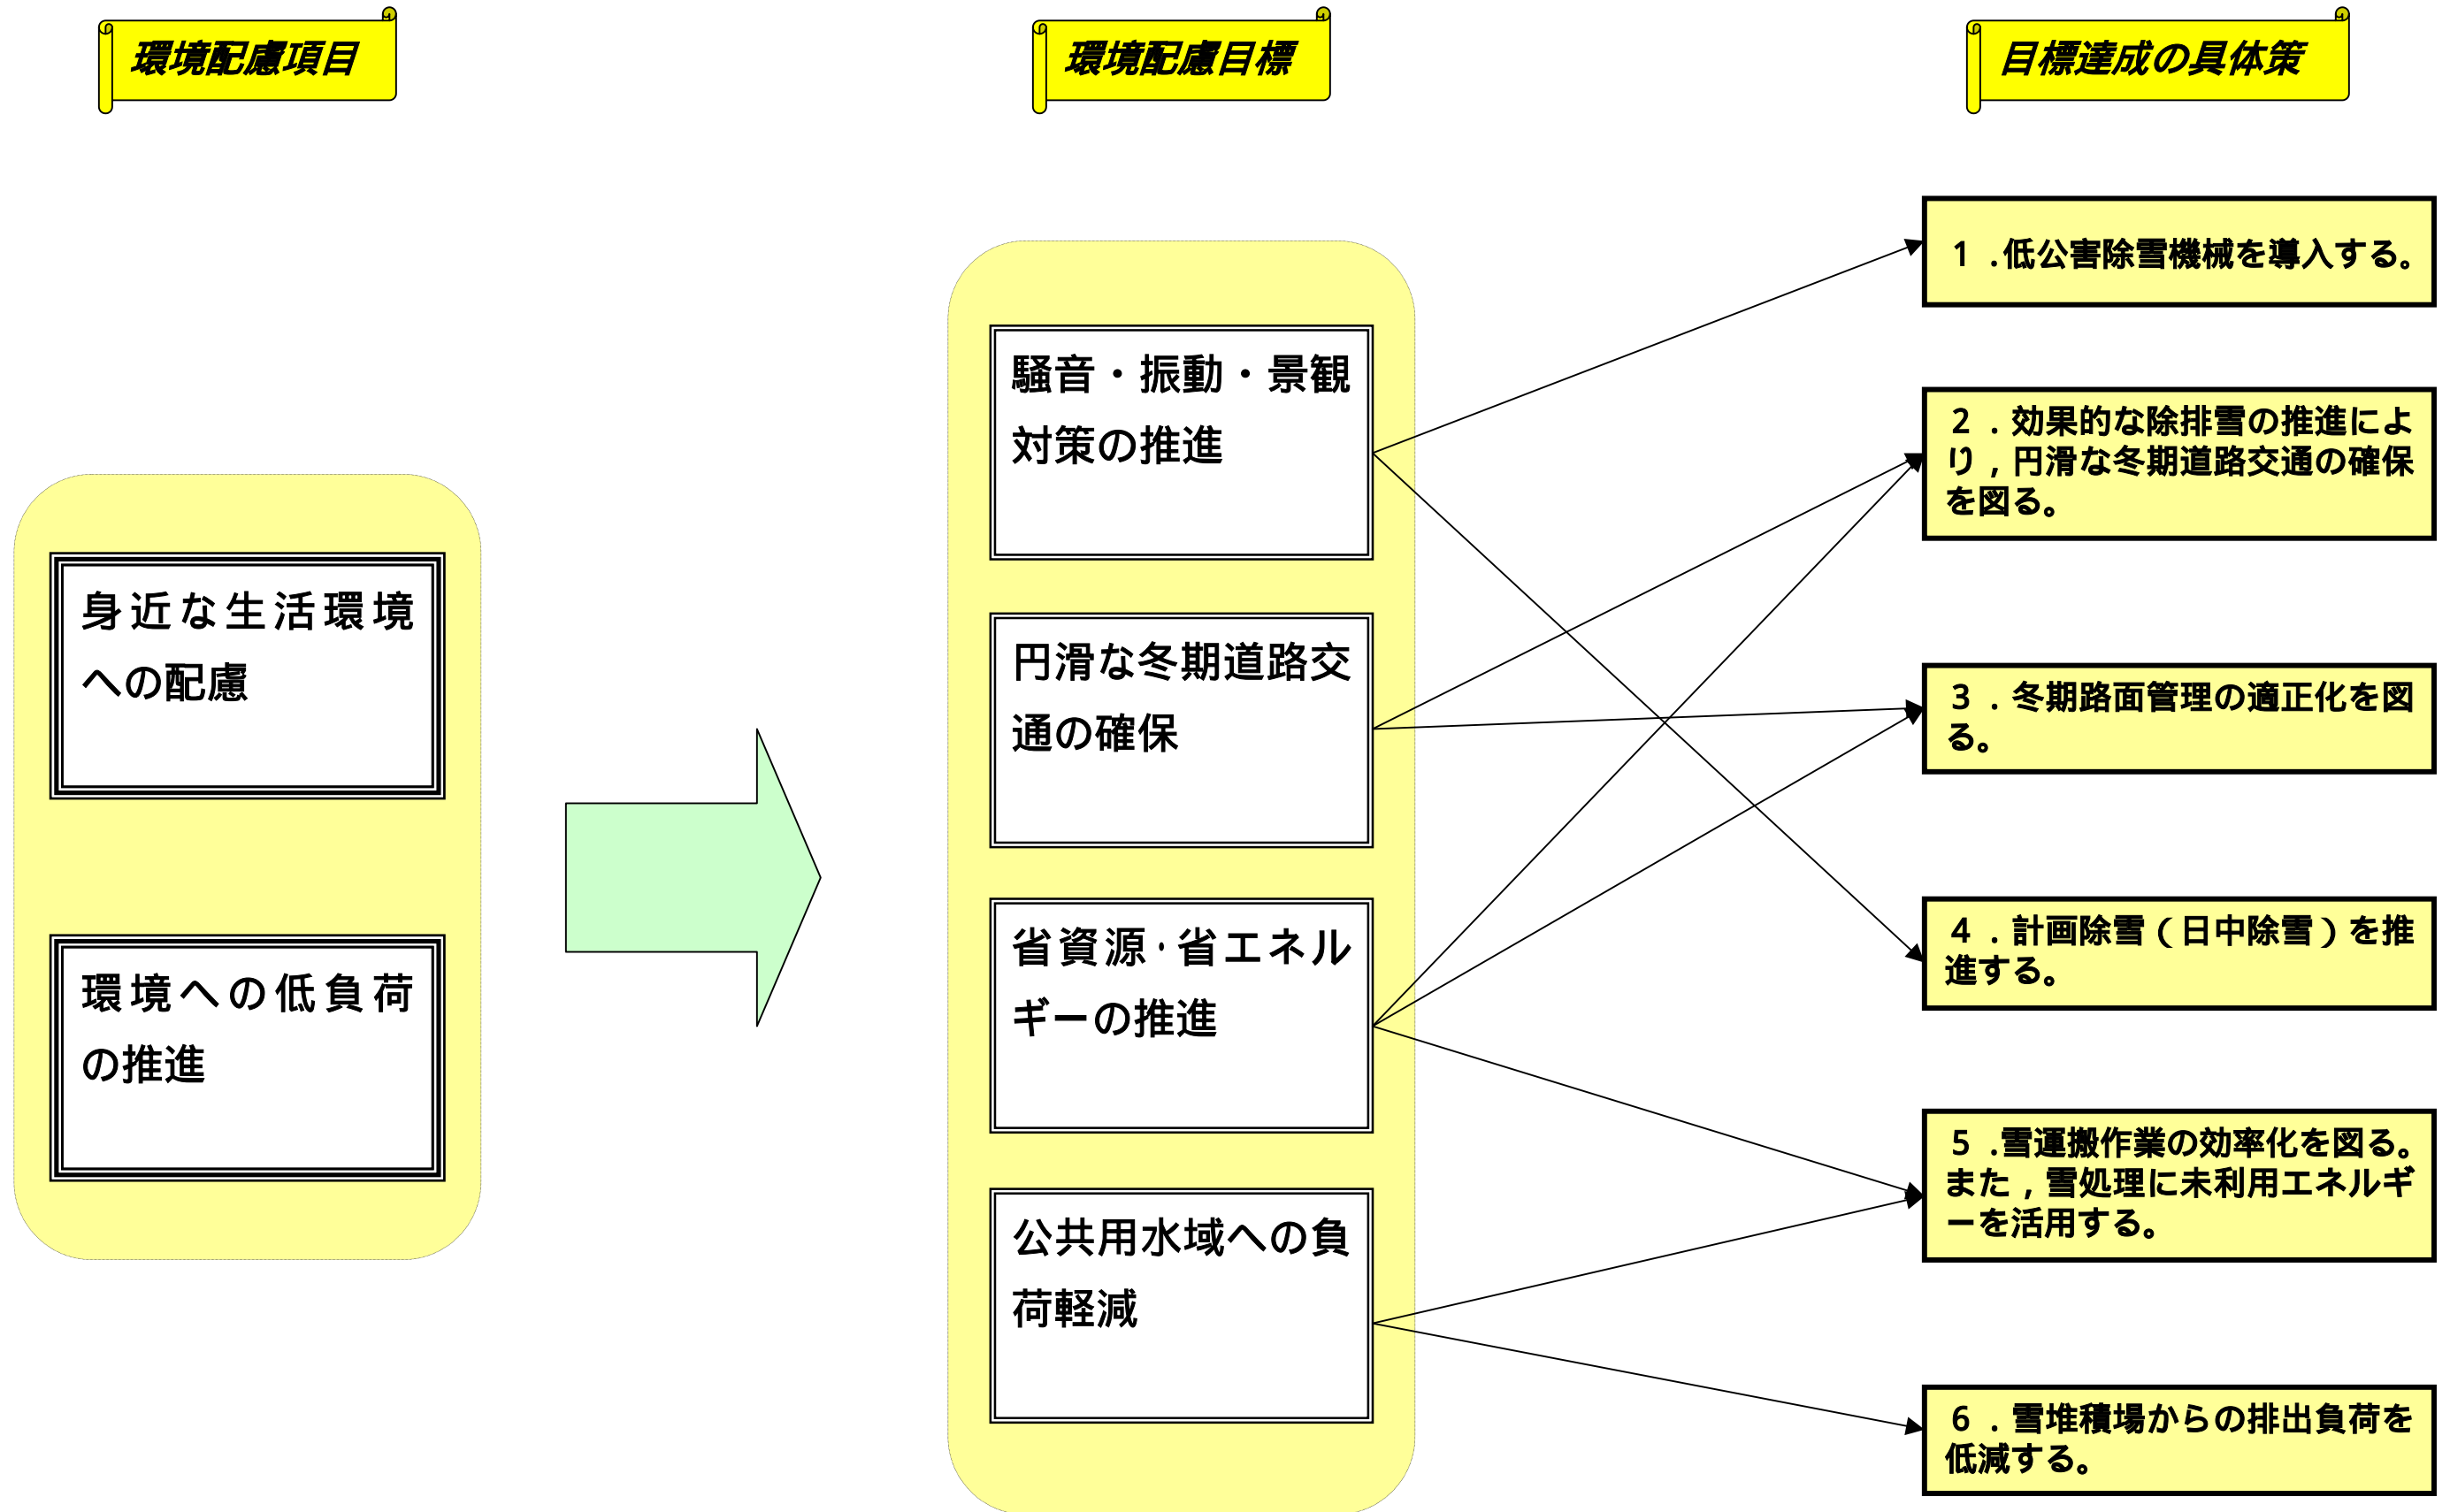 環境配慮項目
環境配慮目標
目標達成の具体策
身近な生活環境
への配慮
環境への低負荷
の推進
騒音・振動・景観
対策の推進
円滑な冬期道路交
通の確保
省資源・省エネル
ギーの推進
公共用水域への負
荷軽減
１．低公害除雪機械を導入する。
２．効果的な除排雪の推進によ
り，円滑な冬期道路交通の確保
を図る。
３．冬期路面管理の適正化を図
る。
４．計画除雪（日中除雪）を推
進する。
５．雪運搬作業の効率化を図る。
また，雪処理に未利用エネルギ
ーを活用する。
６．雪堆積場からの排出負荷を
低減する。